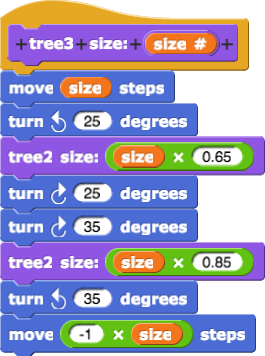 + tree3 + size: + size # +
move size steps
turn ↺ 25 degrees
tree2 size: size × 0.65
turn ↻ 25 degrees
turn ↻ 35 degrees
tree2 size: size × 0.85
turn ↺ 35 degrees
move -1 × size steps